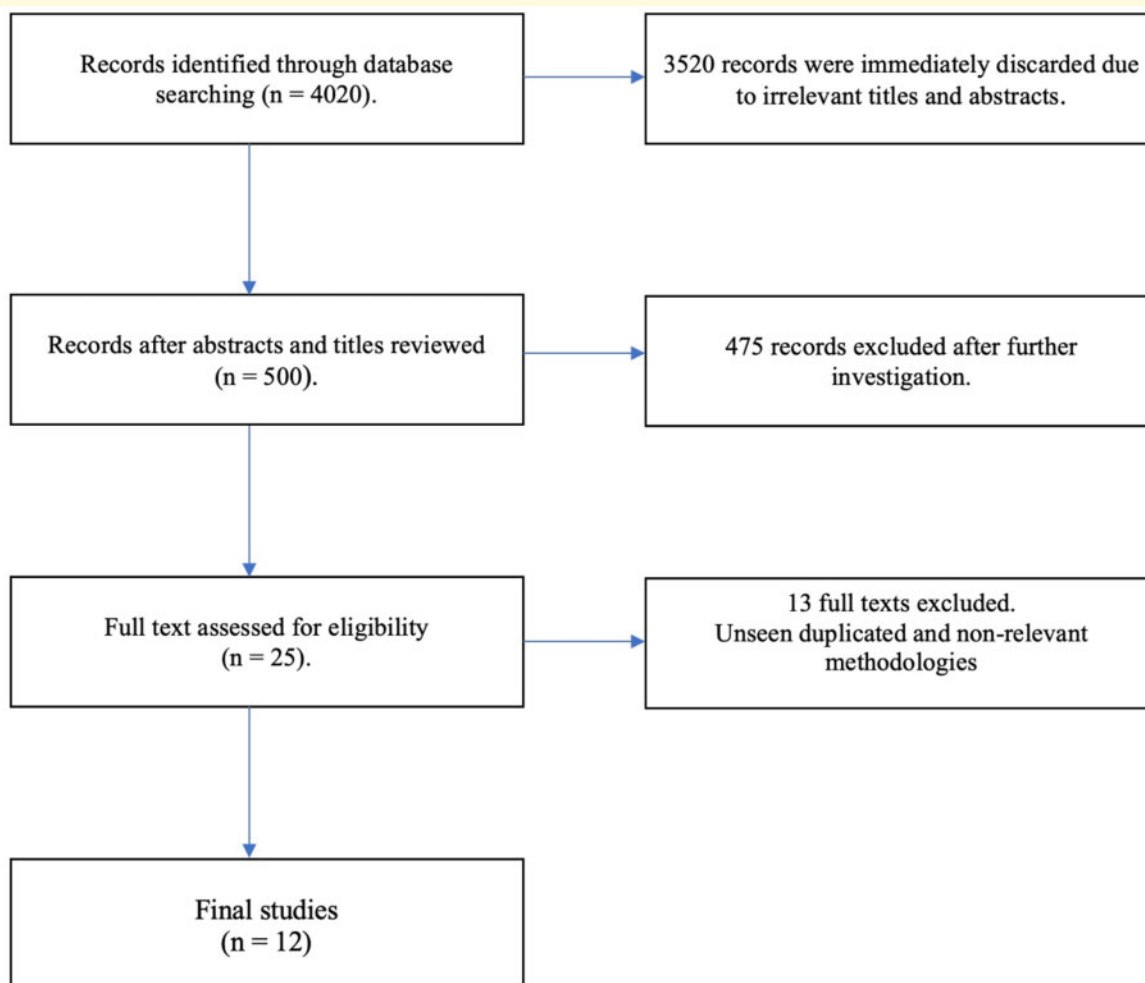 Records identified through database
searching (n = 4020).
3520 records were immediately discarded due
to irrelevant titles and abstracts.
Records after abstracts and titles reviewed
(n = 500).
475 records excluded after further
investigation.
Full text assessed for eligibility
(n = 25).
13 full texts excluded.
Unseen duplicated and non-relevant
methodologies
Final studies
(n = 12)